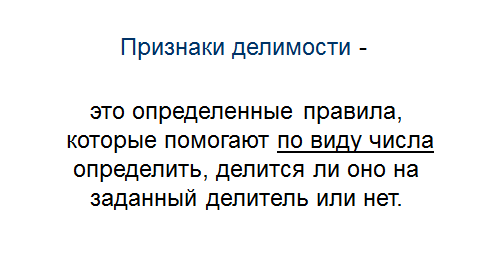 Признаки делимости -
это определенные правила,
которые помогают по виду числа
определить, делится ли оно на
заданный делитель или нет.